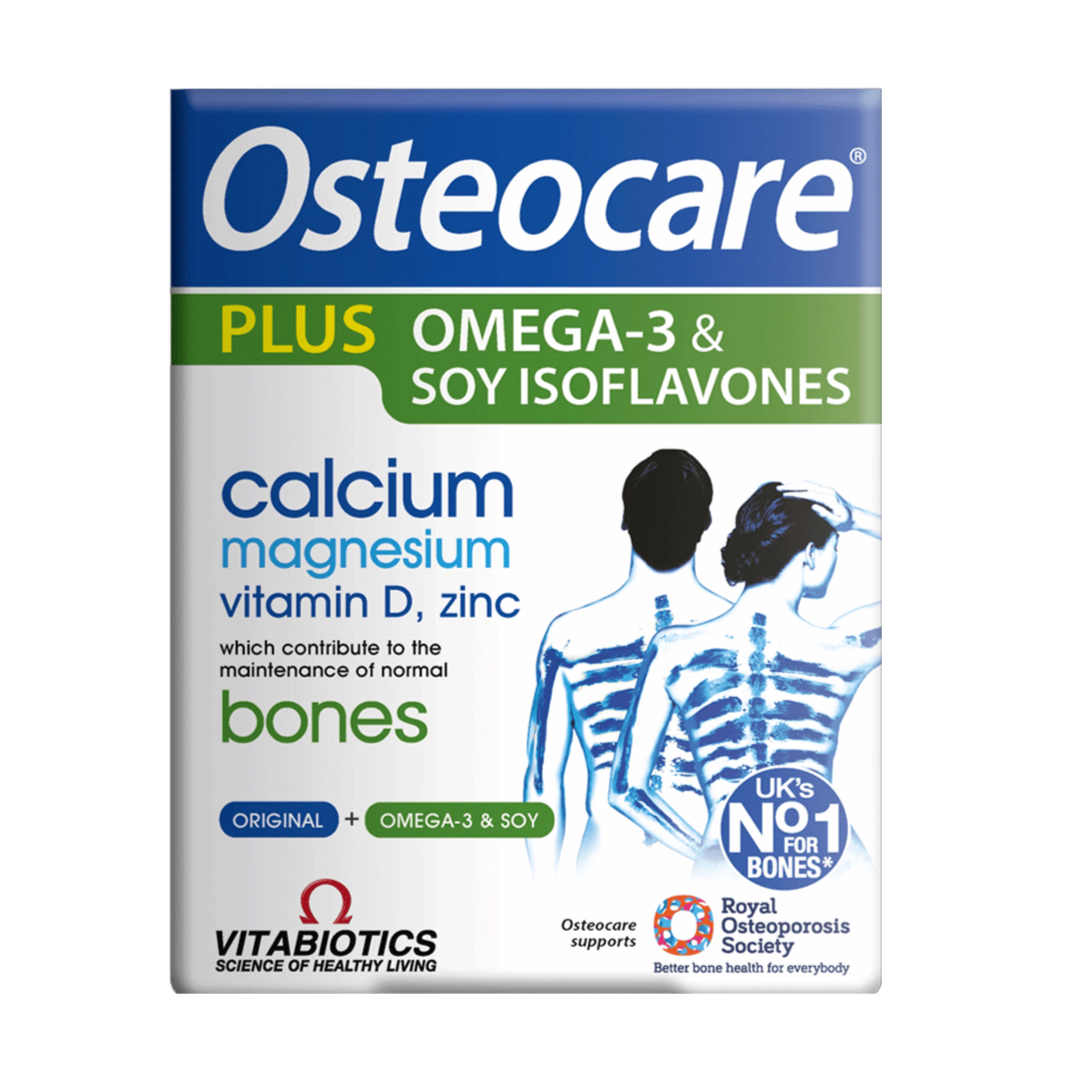 Osteocare®
PLUS OMEGA-3 &
SOY ISOFLAVONES
calcium
magnesium
vitamin D, zinc
which contribute to the
maintenance of normal
bones
ORIGINAL + OMEGA-3 & SOY
UK's
No1
FOR
BONES*
VITABIOTICS
SCIENCE OF HEALTHY LIVING
Osteocare
supports
Royal
Osteoporosis
Society
Better bone health for everybody